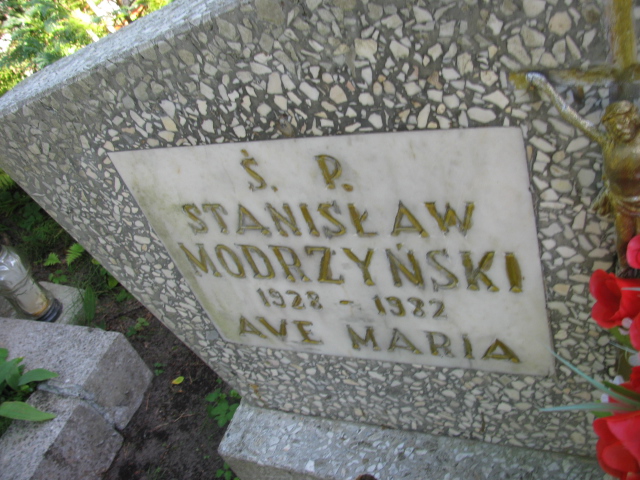 Ś. P.
STANISŁAW
MODRZYŃSKI
1928 - 1982
AVE MARIA